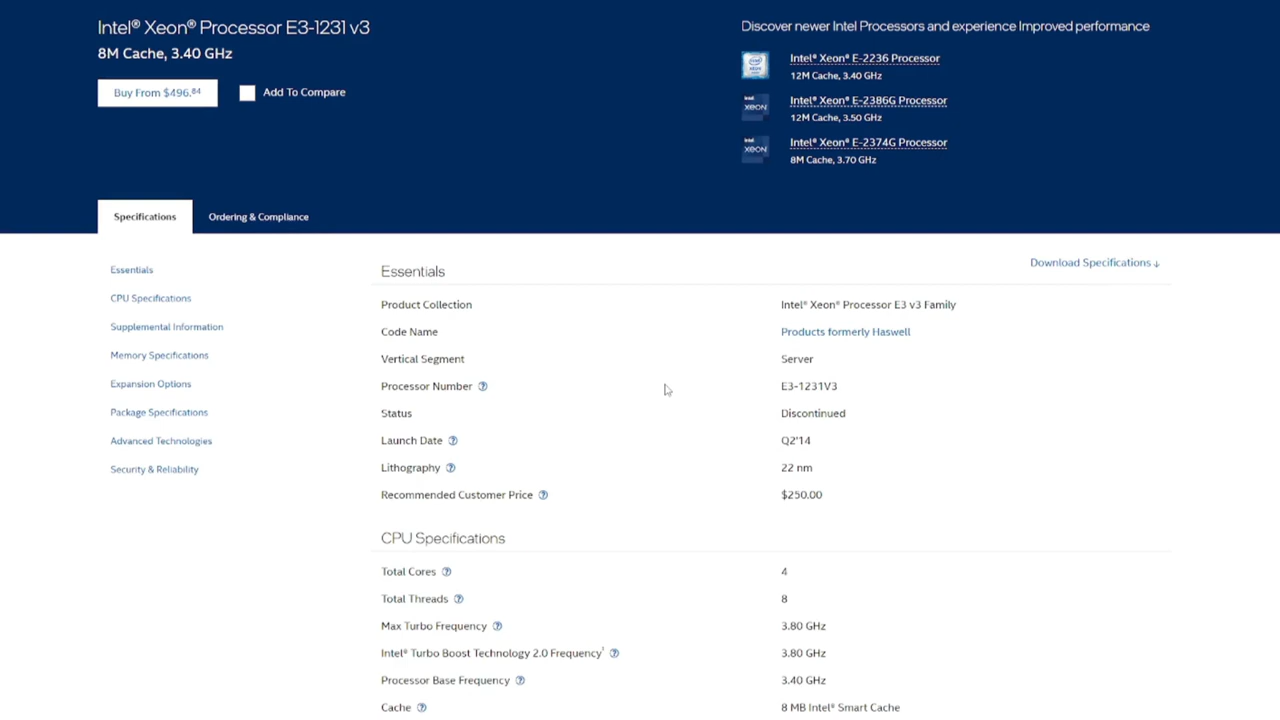 Intel® Xeon® Processor E3-1231 v3
8M Cache, 3.40 GHz
Buy From $496.64
Add To Compare
Discover newer Intel Processors and experience Improved performance
Intel® Xeon® E-2236 Processor
12M Cache, 3.40 GHz
Intel® Xeon® E-2386G Processor
12M Cache, 3.50 GHz
Intel® Xeon® E-2374G Processor
8M Cache, 3.70 GHz
intel XEON
intel XEON
Specifications
Ordering & Compliance
Essentials
CPU Specifications
Supplemental Information
Memory Specifications
Expansion Options
Package Specifications
Advanced Technologies
Security & Reliability
Download Specifications ↓
Essentials
Product Collection Intel® Xeon® Processor E3 v3 Family
Code Name Products formerly Haswell
Vertical Segment Server
Processor Number ? E3-1231V3
Status Discontinued
Launch Date ? Q2'14
Lithography ? 22 nm
Recommended Customer Price ? $250.00
CPU Specifications
Total Cores ? 4
Total Threads ? 8
Max Turbo Frequency ? 3.80 GHz
Intel® Turbo Boost Technology 2.0 Frequency‡ ? 3.80 GHz
Processor Base Frequency ? 3.40 GHz
Cache ? 8 MB Intel® Smart Cache